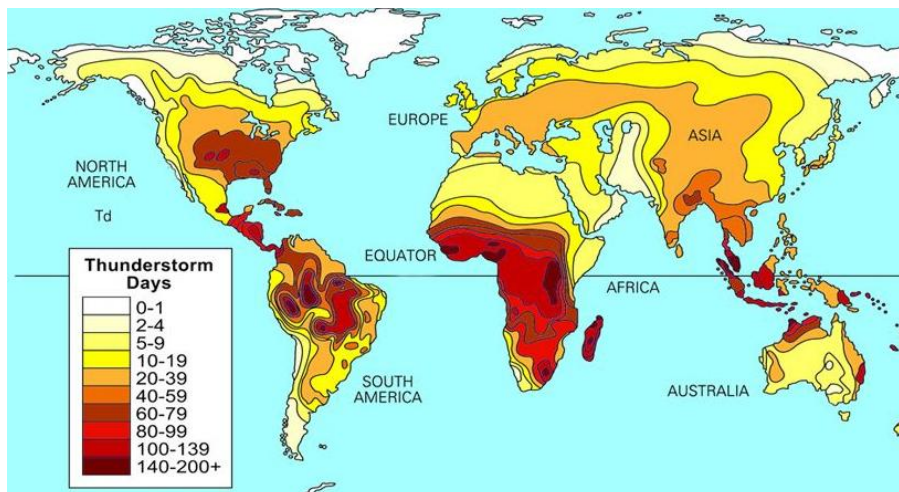 EUROPE
ASIA
NORTH
AMERICA
Td
EQUATOR
AFRICA
SOUTH
AMERICA
AUSTRALIA
Thunderstorm
Days
0-1
2-4
5-9
10-19
20-39
40-59
60-79
80-99
100-139
140-200+